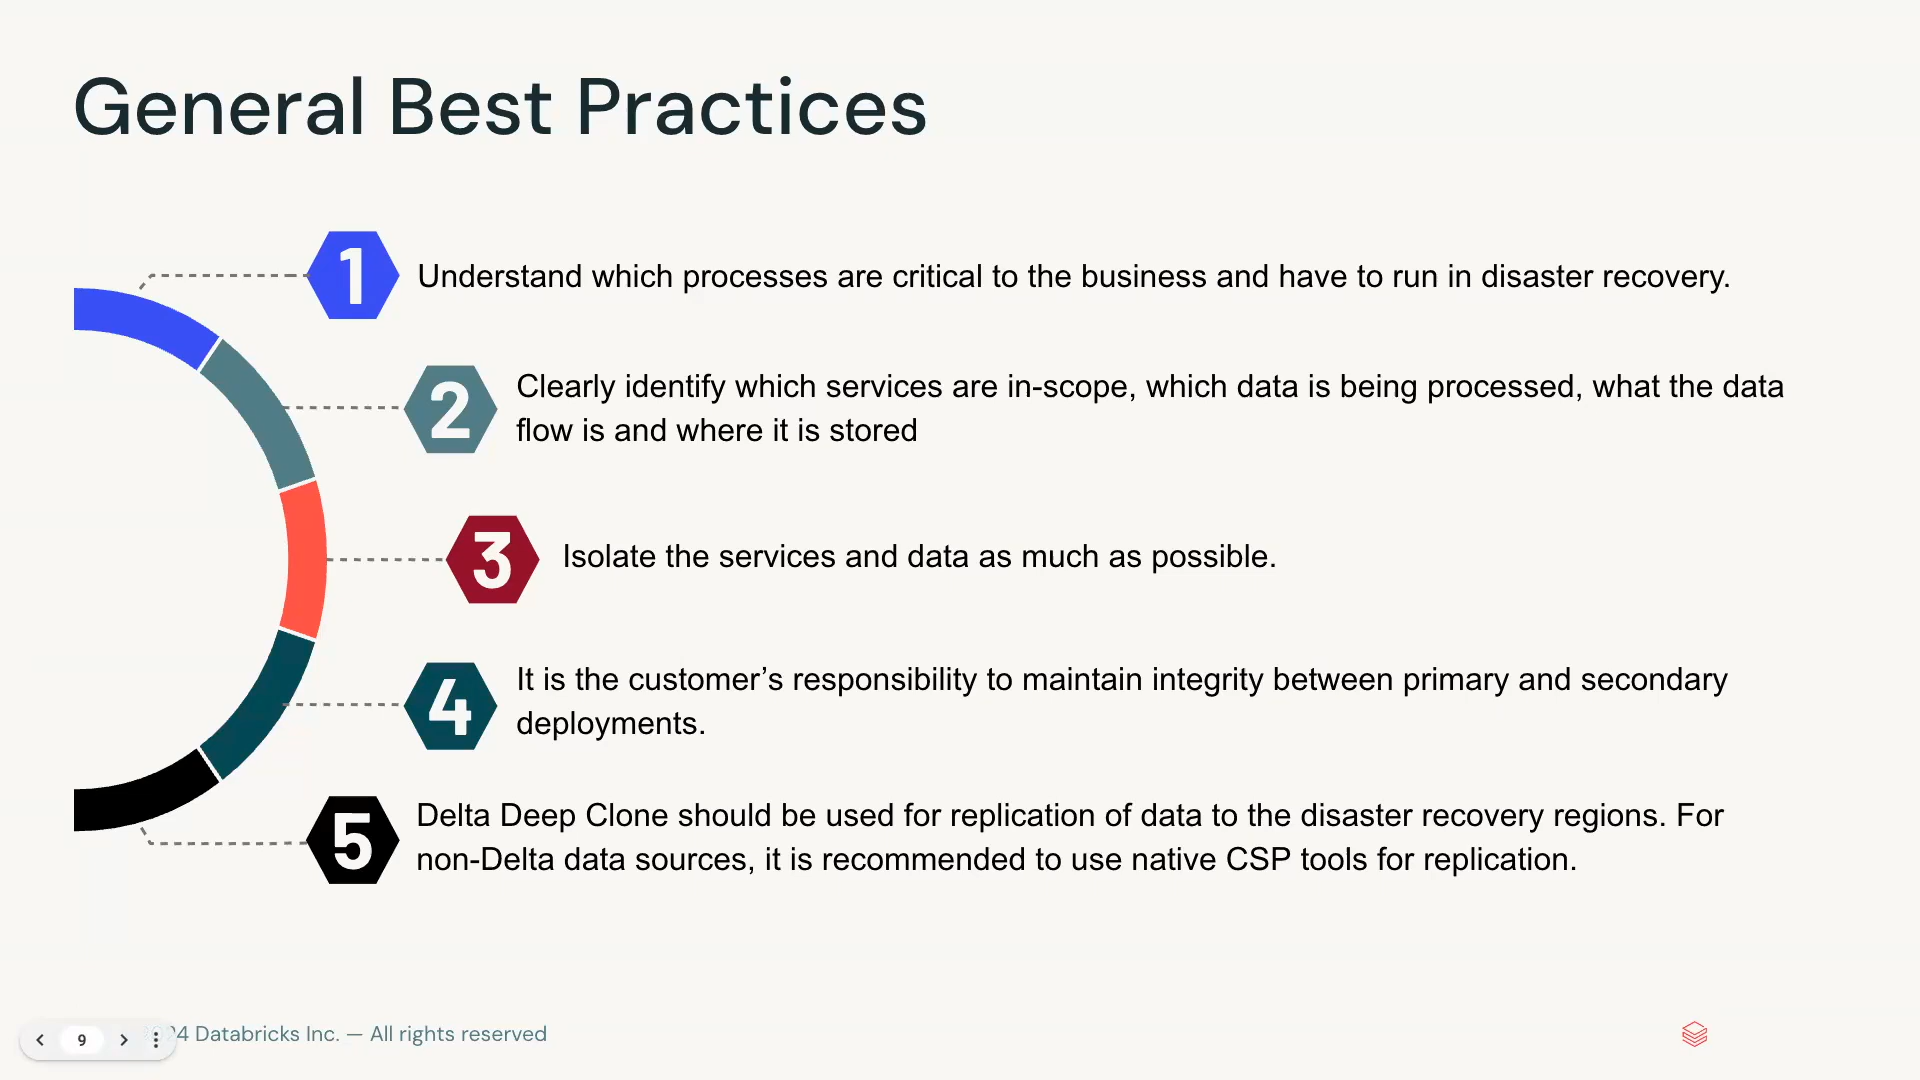 General Best Practices
1
Understand which processes are critical to the business and have to run in disaster recovery.
2
Clearly identify which services are in-scope, which data is being processed, what the data
flow is and where it is stored
3
Isolate the services and data as much as possible.
4
It is the customer’s responsibility to maintain integrity between primary and secondary
deployments.
5
Delta Deep Clone should be used for replication of data to the disaster recovery regions. For
non-Delta data sources, it is recommended to use native CSP tools for replication.
9
Databricks Inc. — All rights reserved